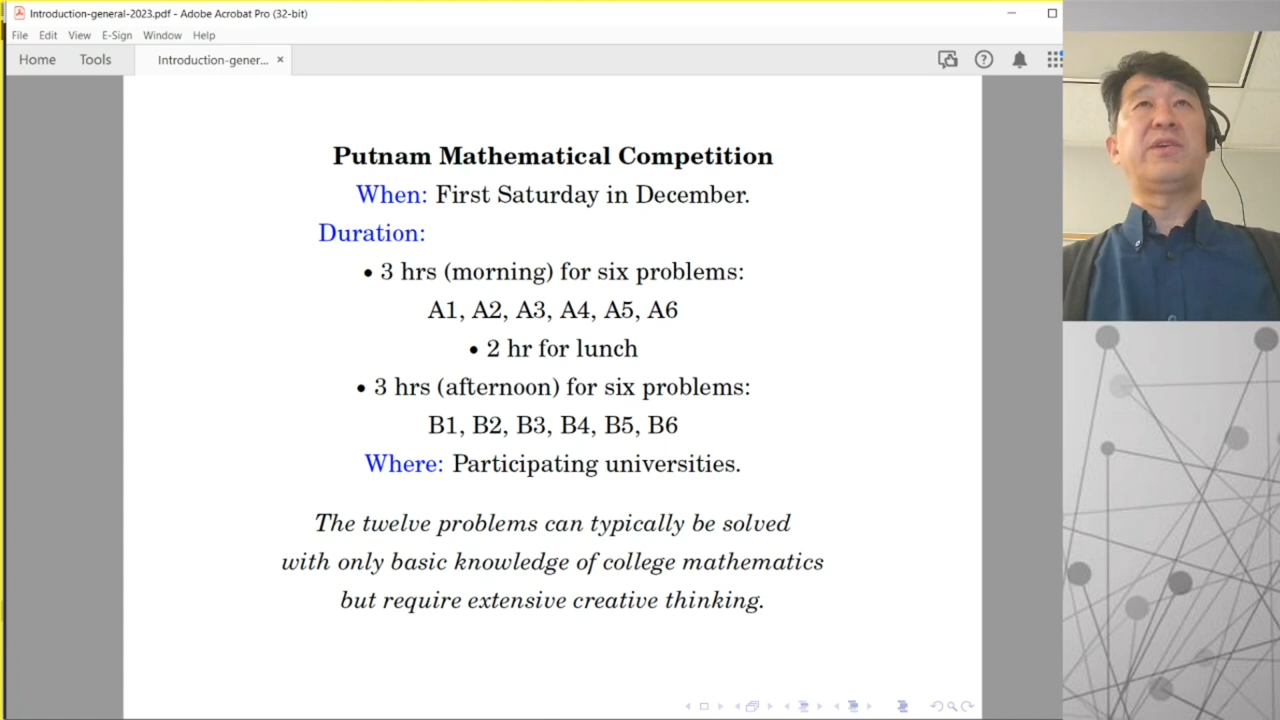 Introduction-general-2023.pdf - Adobe Acrobat Pro (32-bit)
File Edit View E-Sign Window Help
Home Tools Introduction-gener... ×
Putnam Mathematical Competition
When: First Saturday in December.
Duration:
• 3 hrs (morning) for six problems:
A1, A2, A3, A4, A5, A6
• 2 hr for lunch
• 3 hrs (afternoon) for six problems:
B1, B2, B3, B4, B5, B6
Where: Participating universities.
The twelve problems can typically be solved
with only basic knowledge of college mathematics
but require extensive creative thinking.